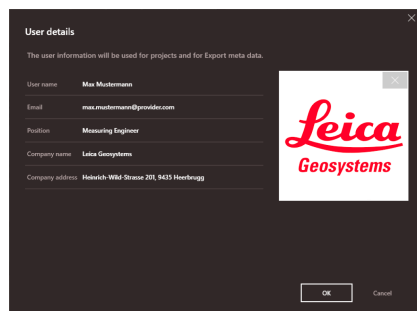 User details
The user information will be used for projects and for Export meta data.
User name Max Mustermann
Email max.mustermann@provider.com
Position Measuring Engineer
Company name Leica Geosystems
Company address Heinrich-Wild-Strasse 201, 9435 Heerbrugg
Leica
Geosystems
OK Cancel